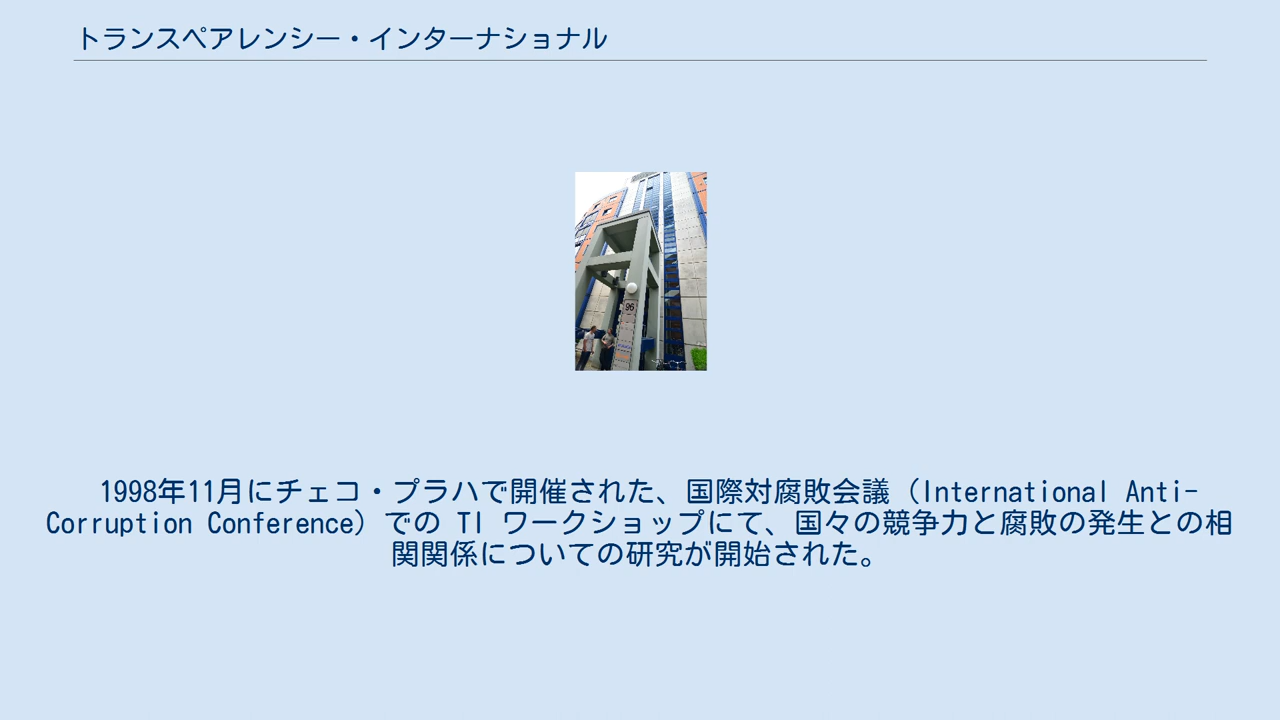 トランスペアレンシー・インターナショナル
96
1998年11月にチェコ・プラハで開催された、国際対腐敗会議（International Anti-
Corruption Conference）での TI ワークショップにて、国々の競争力と腐敗の発生との相
関関係についての研究が開始された。